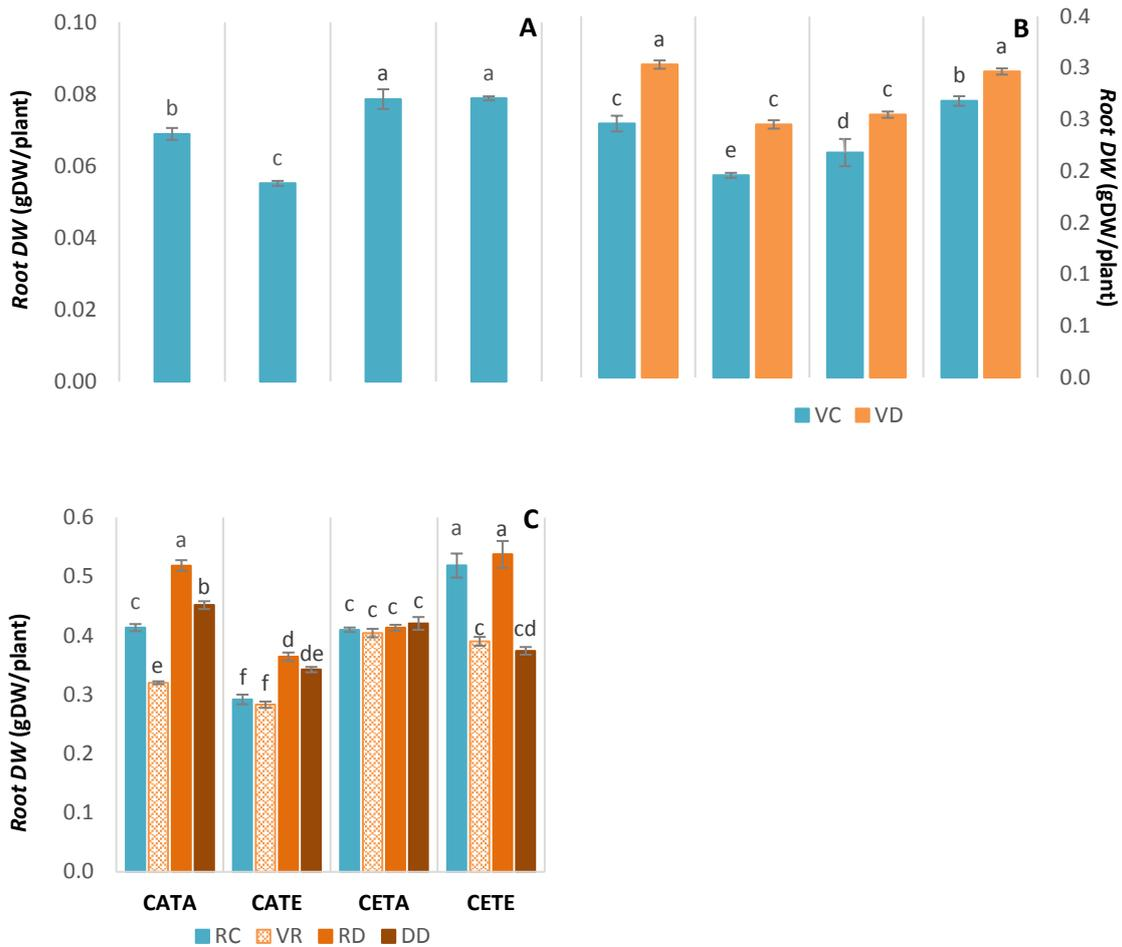 A
Root DW (gDW/plant)
0.10
0.08
0.06
0.04
0.02
0.00
b
c
a
a
B
c
a
e
c
d
c
b
a
0.4
0.3
0.3
0.2
0.2
0.1
0.1
0.0
Root DW (gDW/plant)
VC VD
C
Root DW (gDW/plant)
0.6
0.5
0.4
0.3
0.2
0.1
0.0
c
e
a
b
f
f
d
de
c
c
c
c
a
c
a
cd
CATA CATE CETA CETE
RC VR RD DD